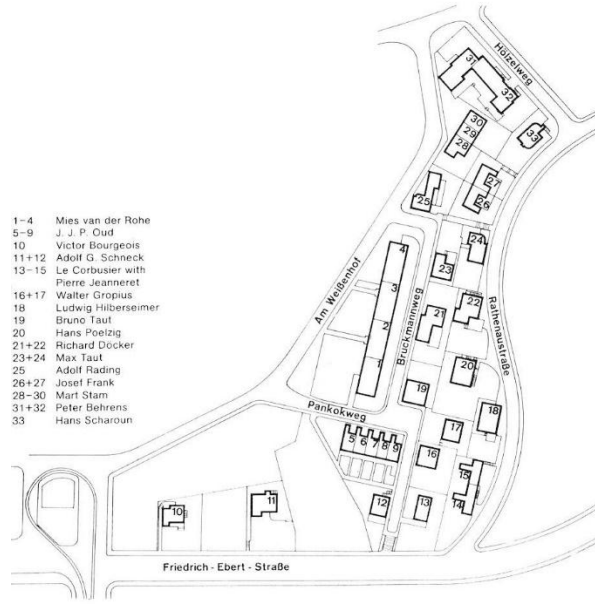 1–4 Mies van der Rohe
5–9 J. J. P. Oud
10 Victor Bourgeois
11+12 Adolf G. Schneck
13–15 Le Corbusier with
Pierre Jeanneret
16+17 Walter Gropius
18 Ludwig Hilberseimer
19 Bruno Taut
20 Hans Poelzig
21+22 Richard Döcker
23+24 Max Taut
25 Adolf Rading
26+27 Josef Frank
28–30 Mart Stam
31+32 Peter Behrens
33 Hans Scharoun
Hölzelweg
31
32
33
30
29
28
27
26
25
24
23
22
21
20
19
18
17
16
15
14
13
12
11
10
4
3
2
1
5 6 7 8 9
Am Weißenhof
Bruckmannweg
Rathenaustraße
Pankokweg
Friedrich - Ebert - Straße